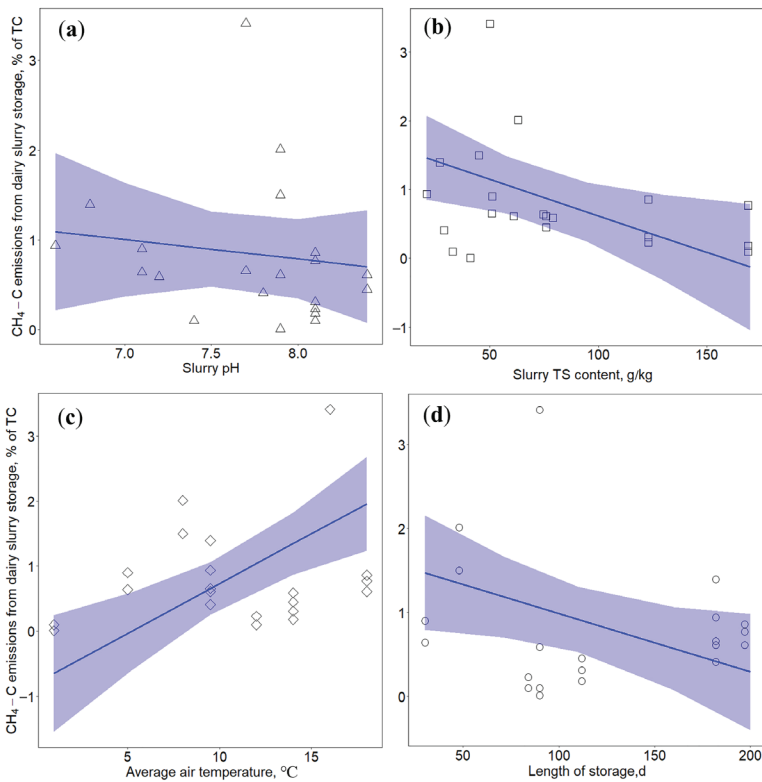 (a)
CH₄–C emissions from dairy slurry storage, % of TC
3
2
1
0
7.0 7.5 8.0
Slurry pH
(b)
3
2
1
0
−1
50 100 150
Slurry TS content, g/kg
(c)
CH₄–C emissions from dairy slurry storage, % of TC
3
2
1
0
−1
5 10 15
Average air temperature, °C
(d)
3
2
1
0
50 100 150 200
Length of storage,d